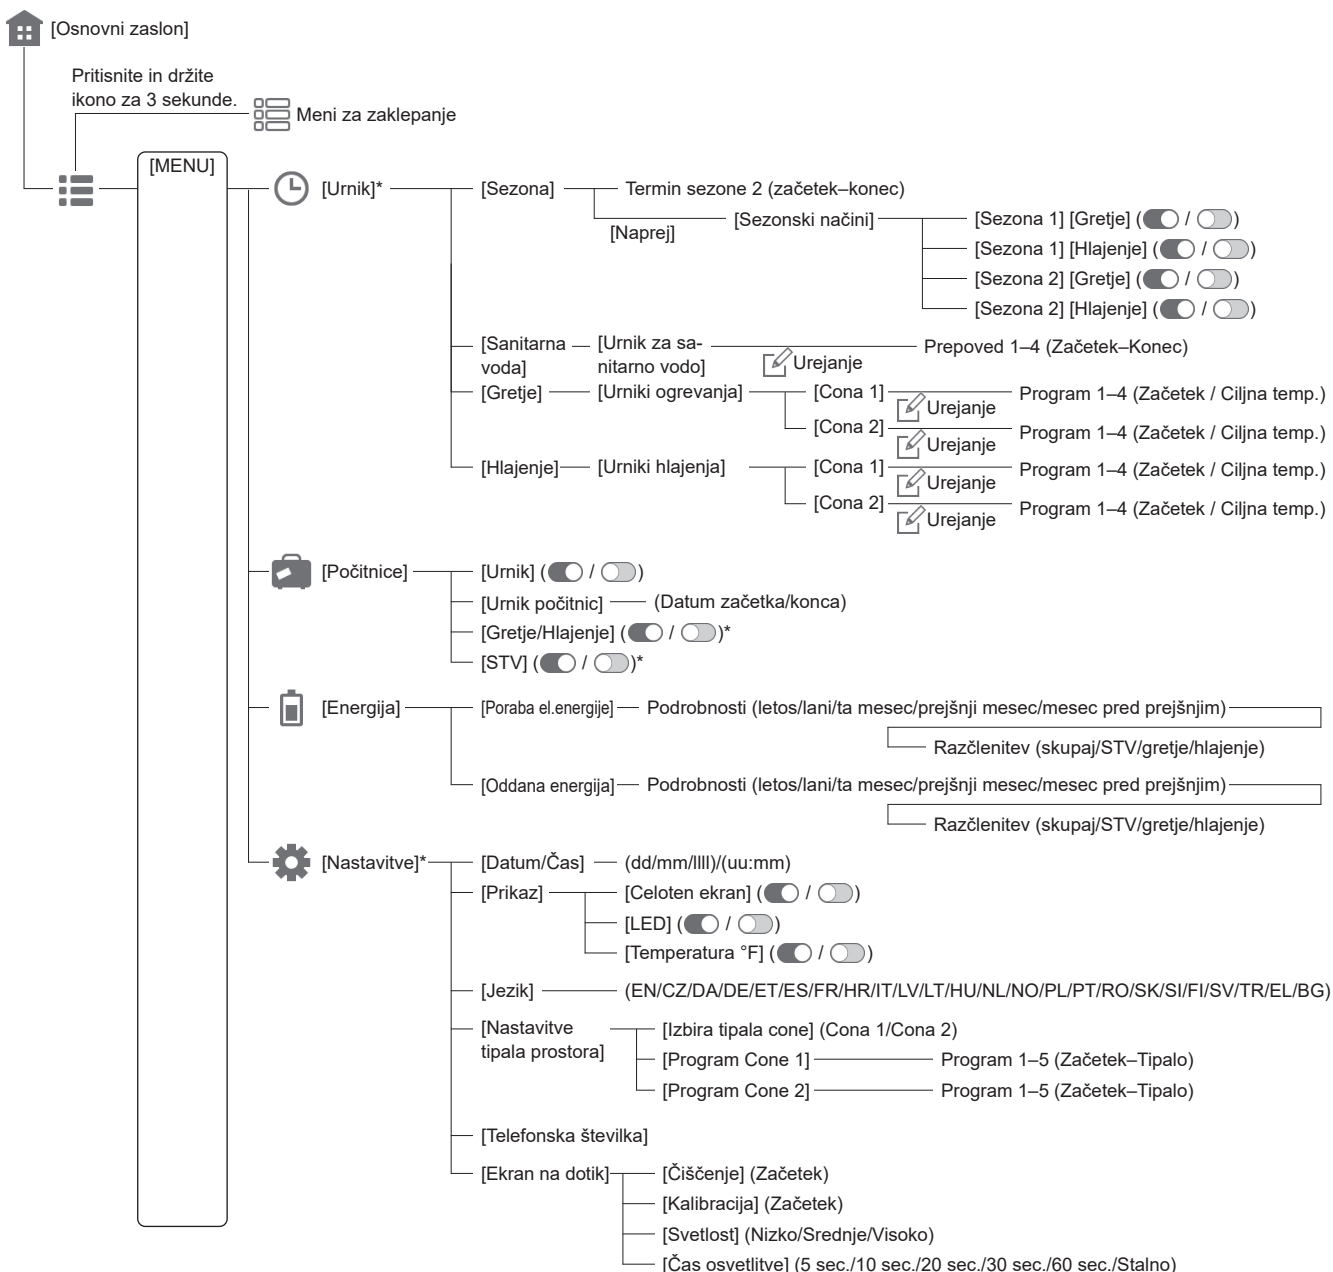 [Osnovni zaslon]
Pritisnite in držite
ikono za 3 sekunde.
Meni za zaklepanje
[MENU]
[Urnik]*
[Sezona]
Termin sezone 2 (začetek–konec)
[Naprej]
[Sezonski načini]
[Sezona 1] [Gretje] ( / )
[Sezona 1] [Hlajenje] ( / )
[Sezona 2] [Gretje] ( / )
[Sezona 2] [Hlajenje] ( / )
[Sanitarna
voda]
[Urnik za sa-
nitarno vodo]
Urejanje
Prepoved 1–4 (Začetek–Konec)
[Gretje]
[Urniki ogrevanja]
[Cona 1]
Urejanje
Program 1–4 (Začetek / Ciljna temp.)
[Cona 2]
Urejanje
Program 1–4 (Začetek / Ciljna temp.)
[Hlajenje]
[Urniki hlajenja]
[Cona 1]
Urejanje
Program 1–4 (Začetek / Ciljna temp.)
[Cona 2]
Urejanje
Program 1–4 (Začetek / Ciljna temp.)
[Počitnice]
[Urnik] ( / )
[Urnik počitnic]
(Datum začetka/konca)
[Gretje/Hlajenje] ( / )*
[STV] ( / )*
[Energija]
[Poraba el.energije]
Podrobnosti (letos/lani/ta mesec/prejšnji mesec/mesec pred prejšnjim)
Razčlenitev (skupaj/STV/gretje/hlajenje)
[Oddana energija]
Podrobnosti (letos/lani/ta mesec/prejšnji mesec/mesec pred prejšnjim)
Razčlenitev (skupaj/STV/gretje/hlajenje)
[Nastavitve]*
[Datum/Čas]
(dd/mm/llll)/(uu:mm)
[Prikaz]
[Celoten ekran] ( / )
[LED] ( / )
[Temperatura °F] ( / )
[Jezik]
(EN/CZ/DA/DE/ET/ES/FR/HR/IT/LV/LT/HU/NL/NO/PL/PT/RO/SK/SI/FI/SV/TR/EL/BG)
[Nastavitve
tipala prostora]
[Izbira tipala cone] (Cona 1/Cona 2)
[Program Cone 1]
Program 1–5 (Začetek–Tipalo)
[Program Cone 2]
Program 1–5 (Začetek–Tipalo)
[Telefonska številka]
[Ekran na dotik]
[Čiščenje] (Začetek)
[Kalibracija] (Začetek)
[Svetlost] (Nizko/Srednje/Visoko)
[Čas osvetlitve] (5 sec./10 sec./20 sec./30 sec./60 sec./Stalno)